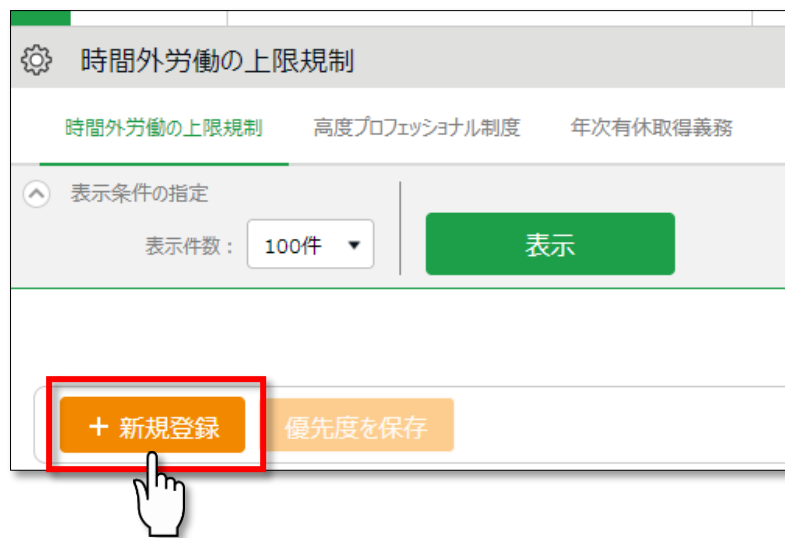 時間外労働の上限規制
時間外労働の上限規制 高度プロフェッショナル制度 年次有休取得義務
表示条件の指定
表示件数： 100件 ▼ 表示
+ 新規登録 優先度を保存